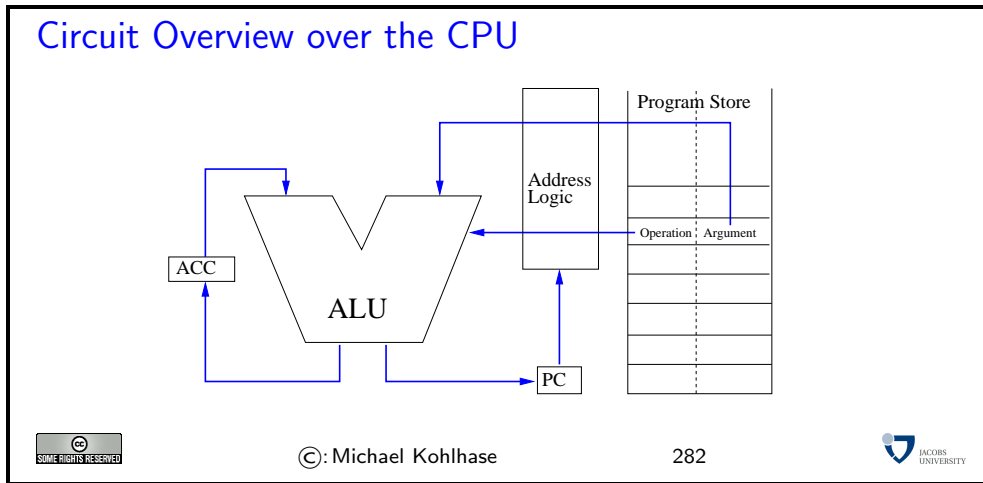 Circuit Overview over the CPU
Program Store
Address
Logic
Operation Argument
ACC
ALU
PC
cc
SOME RIGHTS RESERVED
©: Michael Kohlhase 282
JACOBS
UNIVERSITY